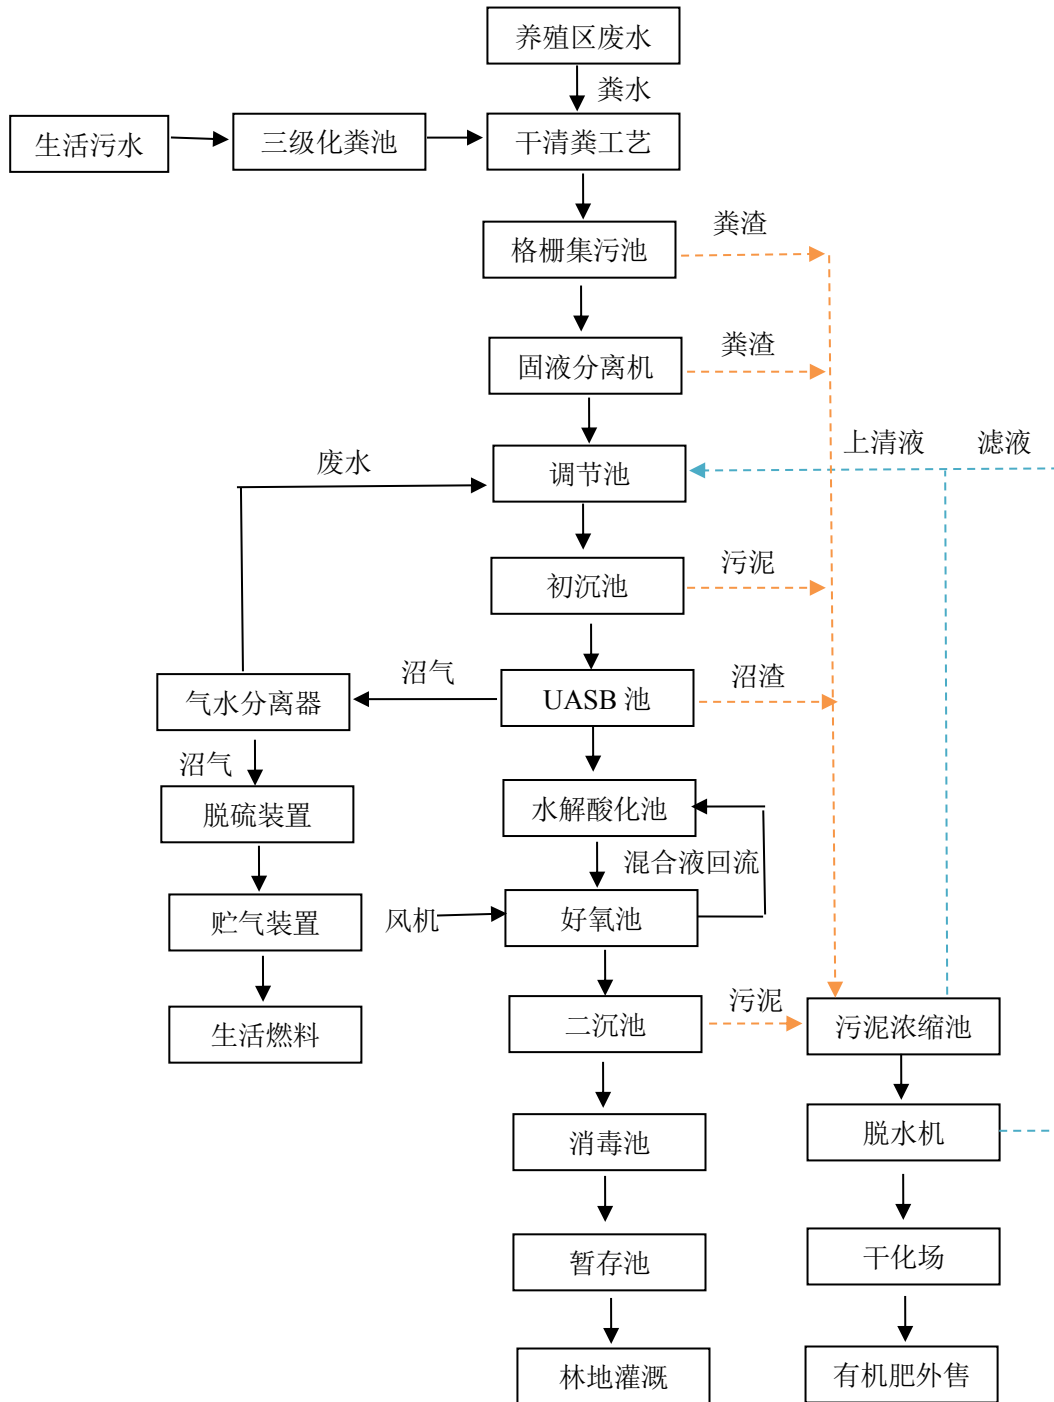 养殖区废水
粪水
生活污水
三级化粪池
干清粪工艺
格栅集污池
粪渣
固液分离机
粪渣
废水
调节池
上清液
滤液
初沉池
污泥
气水分离器
沼气
UASB 池
沼渣
沼气
脱硫装置
水解酸化池
混合液回流
贮气装置
风机
好氧池
生活燃料
二沉池
污泥
污泥浓缩池
消毒池
脱水机
暂存池
干化场
林地灌溉
有机肥外售